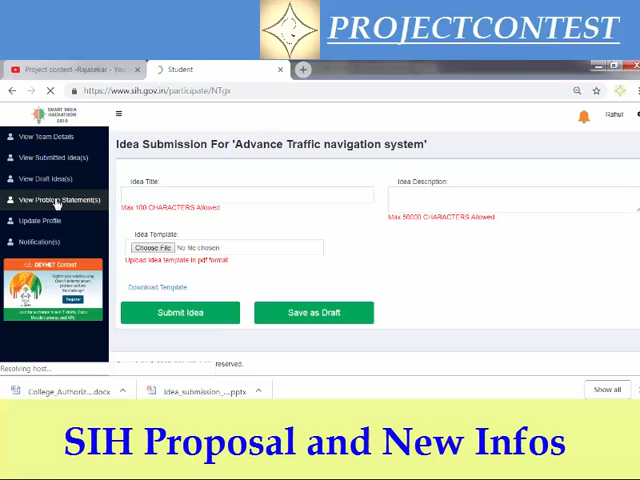 PROJECTCONTEST
Project contest -Rajasekar - You
Student
https://www.sih.gov.in/participate/NTgx
SMART INDIA
HACKATHON
2019
Rahul
View Team Details
View Submitted Idea(s)
View Draft Idea(s)
View Problem Statement(s)
Update Profile
Notification(s)
Idea Submission For 'Advance Traffic navigation system'
Idea Title:
Max 100 CHARACTERS Allowed
Idea Description:
Max 50000 CHARACTERS Allowed
Idea Template:
Choose File No file chosen
Upload Idea template in pdf format
Download Template
Submit Idea
Save as Draft
DEVNET Contest
Register
reserved.
Resolving host...
College_Authoriz....docx
Idea_submission_...pptx
Show all
SIH Proposal and New Infos